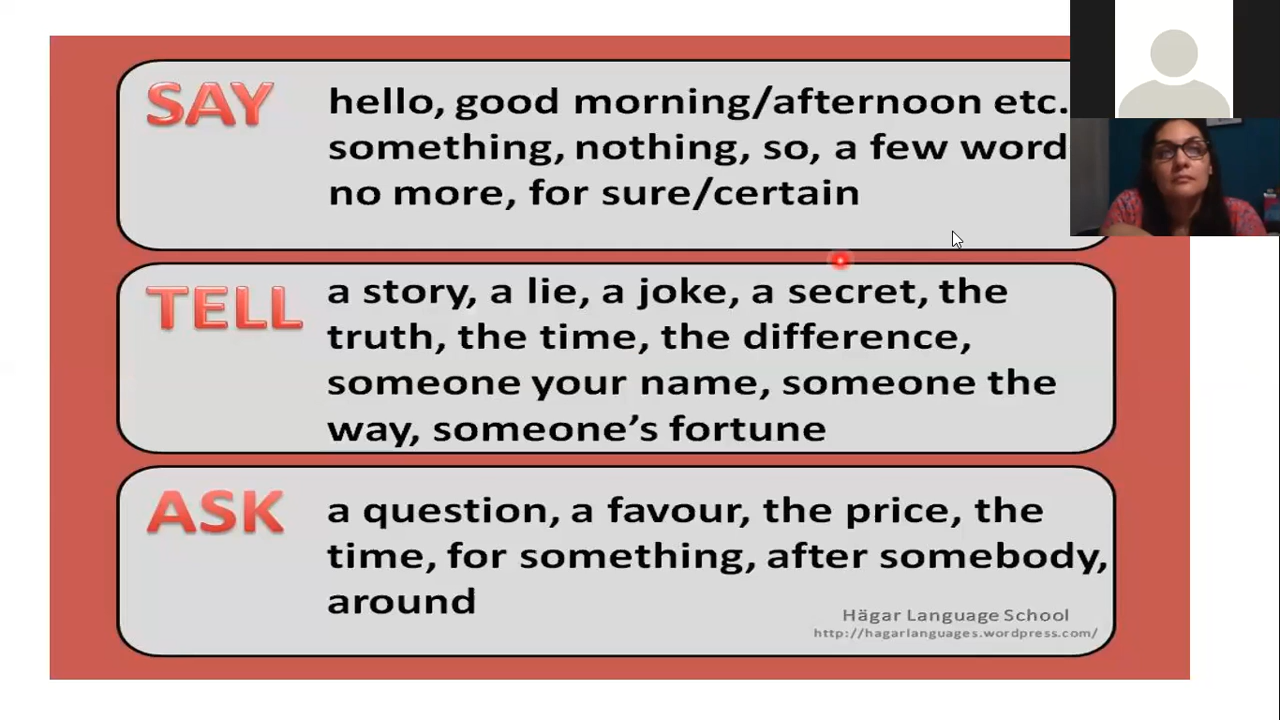 SAY
hello, good morning/afternoon etc.
something, nothing, so, a few word
no more, for sure/certain
TELL
a story, a lie, a joke, a secret, the
truth, the time, the difference,
someone your name, someone the
way, someone's fortune
ASK
a question, a favour, the price, the
time, for something, after somebody,
around
Hägar Language School
http://hagarlanguages.wordpress.com/